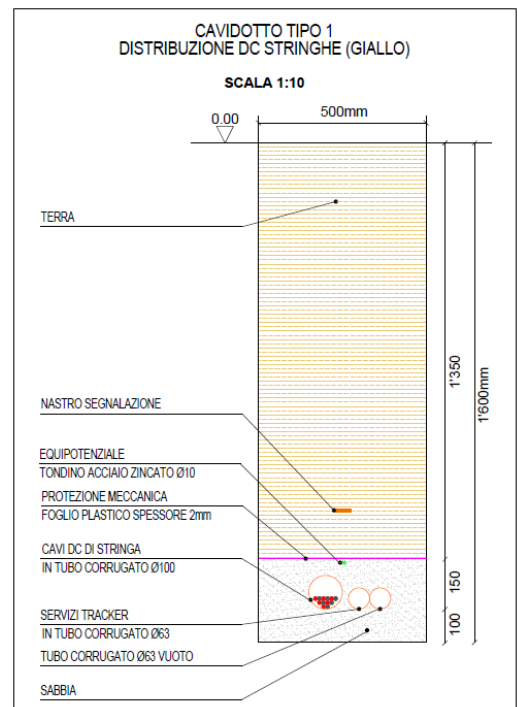 CAVIDOTTO TIPO 1
DISTRIBUZIONE DC STRINGHE (GIALLO)
SCALA 1:10
500mm
0.00
TERRA
1'350
1'600mm
NASTRO SEGNALAZIONE
EQUIPOTENZIALE
TONDINO ACCIAIO ZINCATO Ø10
PROTEZIONE MECCANICA
FOGLIO PLASTICO SPESSORE 2mm
CAVI DC DI STRINGA
IN TUBO CORRUGATO Ø100
150
SERVIZI TRACKER
IN TUBO CORRUGATO Ø63
100
TUBO CORRUGATO Ø63 VUOTO
SABBIA